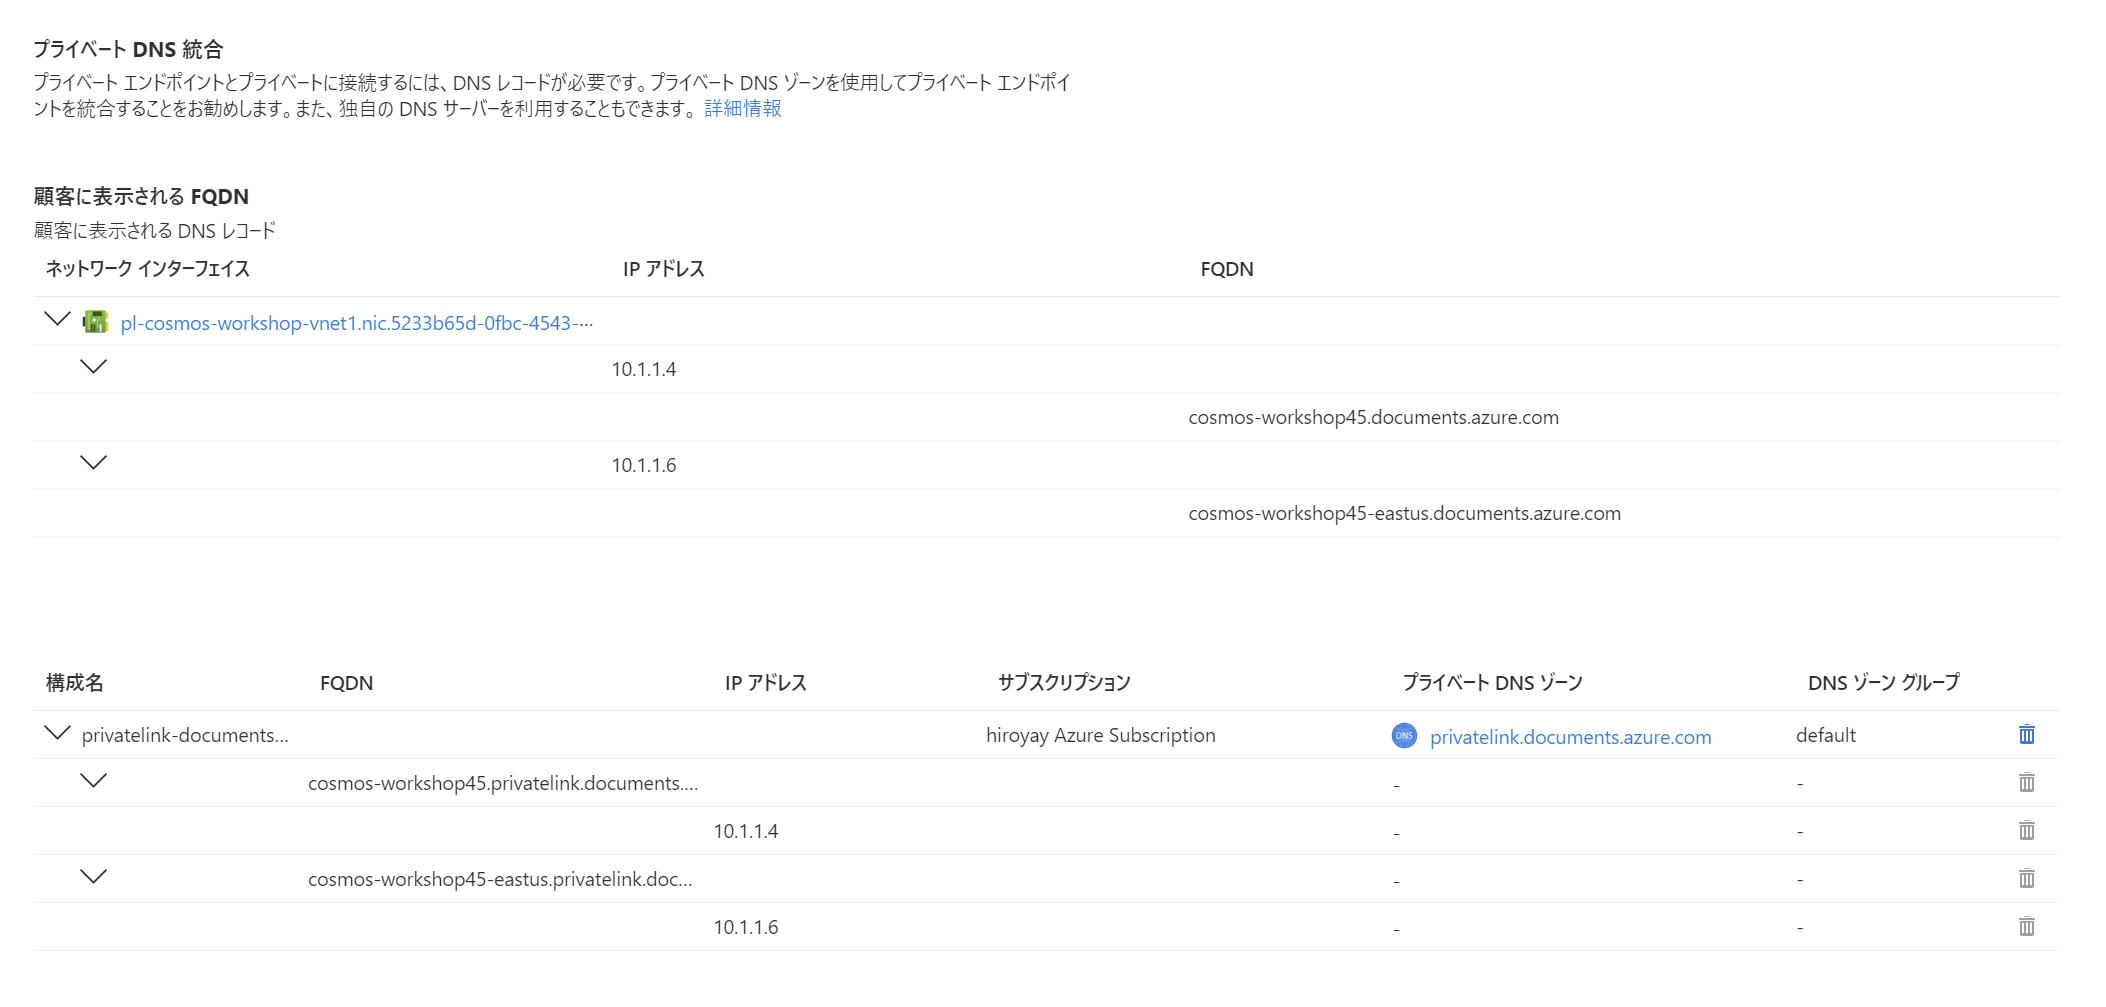 プライベート DNS 統合
プライベート エンドポイントとプライベートに接続するには、DNS レコードが必要です。プライベート DNS ゾーンを使用してプライベート エンドポイ
ントを統合することをお勧めします。また、独自の DNS サーバーを利用することもできます。 詳細情報
顧客に表示される FQDN
顧客に表示される DNS レコード
ネットワーク インターフェイス IP アドレス FQDN
pl-cosmos-workshop-vnet1.nic.5233b65d-0fbc-4543-…
10.1.1.4
cosmos-workshop45.documents.azure.com
10.1.1.6
cosmos-workshop45-eastus.documents.azure.com
構成名 FQDN IP アドレス サブスクリプション プライベート DNS ゾーン DNS ゾーン グループ
privatelink-documents… hiroyay Azure Subscription DNS privatelink.documents.azure.com default
cosmos-workshop45.privatelink.documents.… - -
10.1.1.4 - -
cosmos-workshop45-eastus.privatelink.doc… - -
10.1.1.6 - -